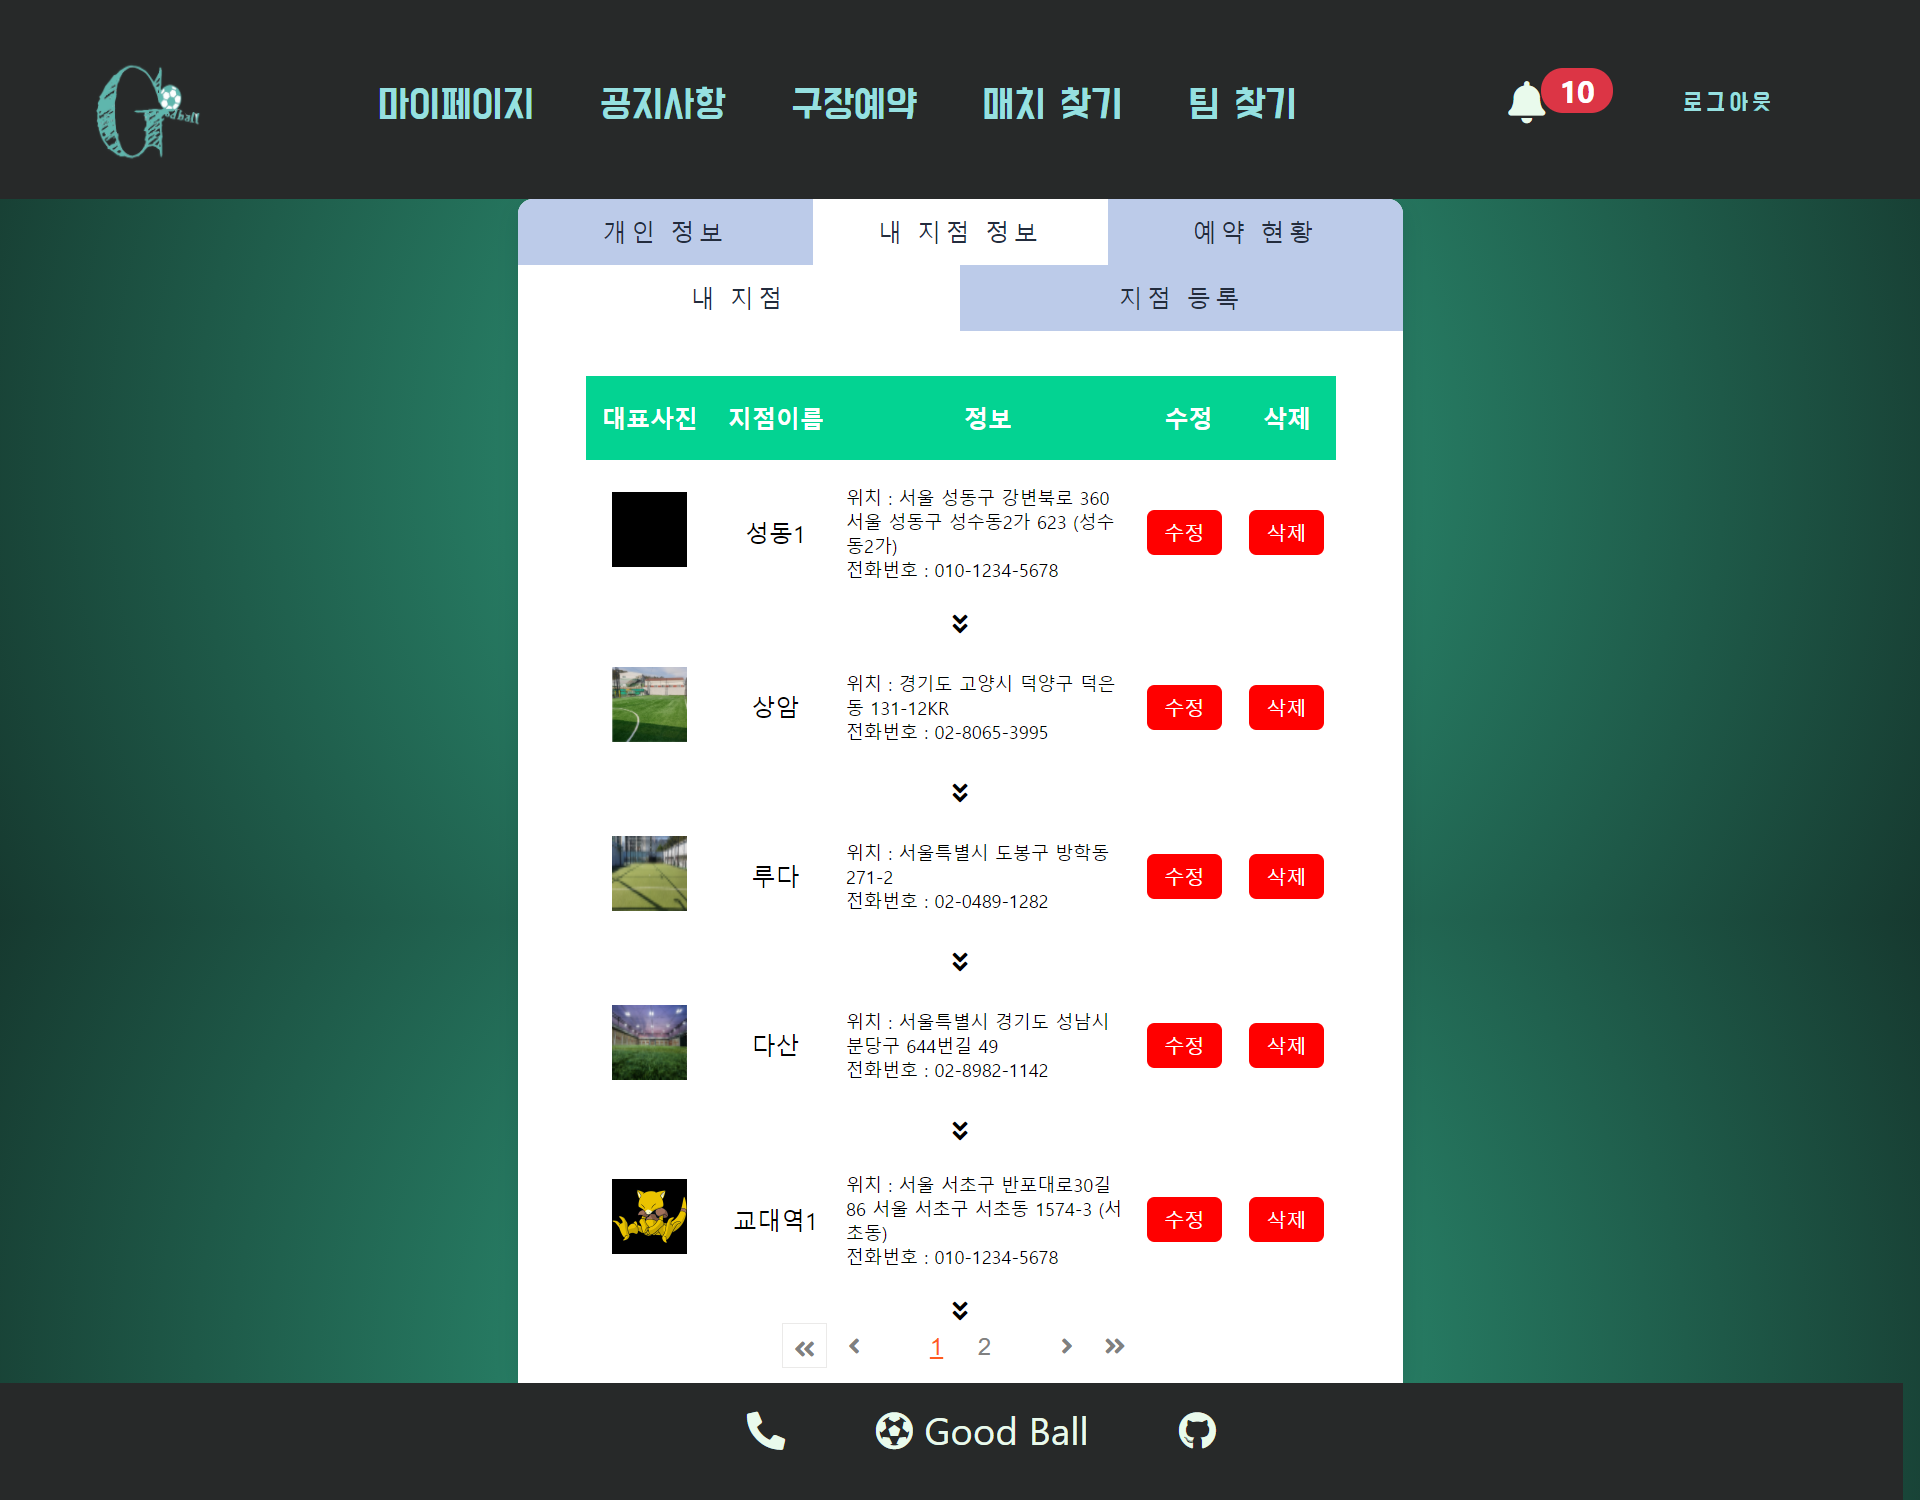 Goodball
마이페이지 공지사항 구장예약 매치 찾기 팀 찾기 10 로그아웃
개인 정보 내 지점 정보 예약 현황
내 지점 지점 등록
대표사진 지점이름 정보 수정 삭제
성동1
위치 : 서울 성동구 강변북로 360
서울 성동구 성수동2가 623 (성수
동2가)
전화번호 : 010-1234-5678
수정 삭제
상암
위치 : 경기도 고양시 덕양구 덕은
동 131-12KR
전화번호 : 02-8065-3995
수정 삭제
루다
위치 : 서울특별시 도봉구 방학동
271-2
전화번호 : 02-0489-1282
수정 삭제
다산
위치 : 서울특별시 경기도 성남시
분당구 644번길 49
전화번호 : 02-8982-1142
수정 삭제
교대역1
위치 : 서울 서초구 반포대로30길
86 서울 서초구 서초동 1574-3 (서
초동)
전화번호 : 010-1234-5678
수정 삭제
1 2
Good Ball